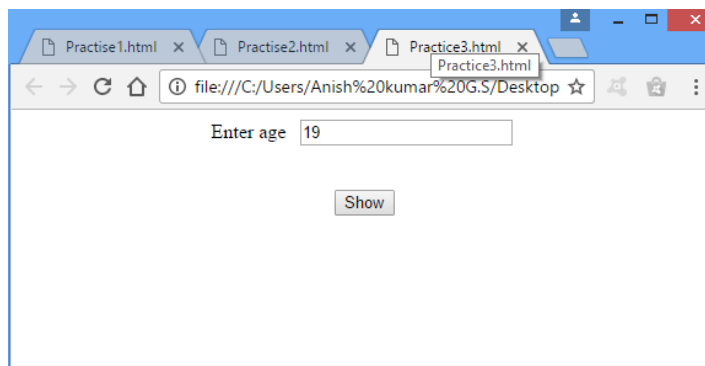 Practise1.html Practise2.html Practice3.html
Practice3.html
file:///C:/Users/Anish%20kumar%20G.S/Desktop
Enter age 19
Show